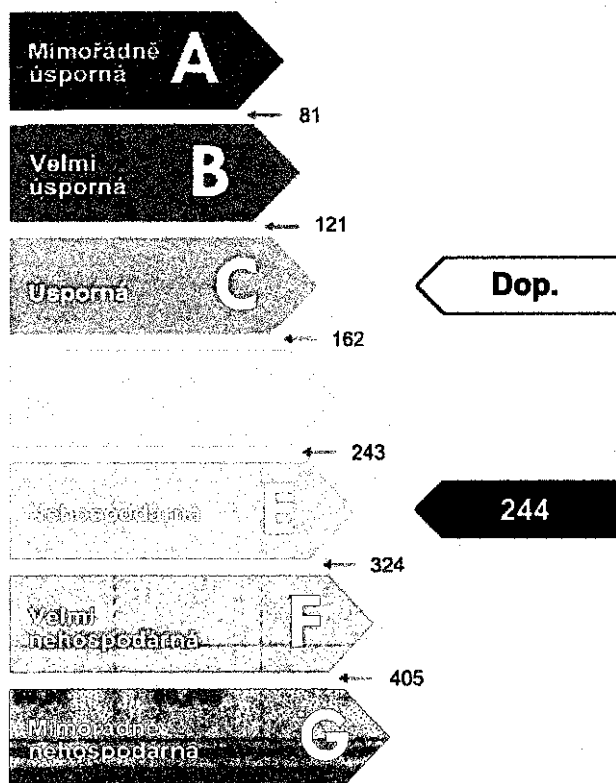 Mimořádně
úsporná
A
81
Velmi
úsporná
B
121
Úsporná
C
Dop.
162
243
Nehospodárná
E
244
324
Velmi
nehospodárná
F
405
Mimořádně
nehospodárná
G